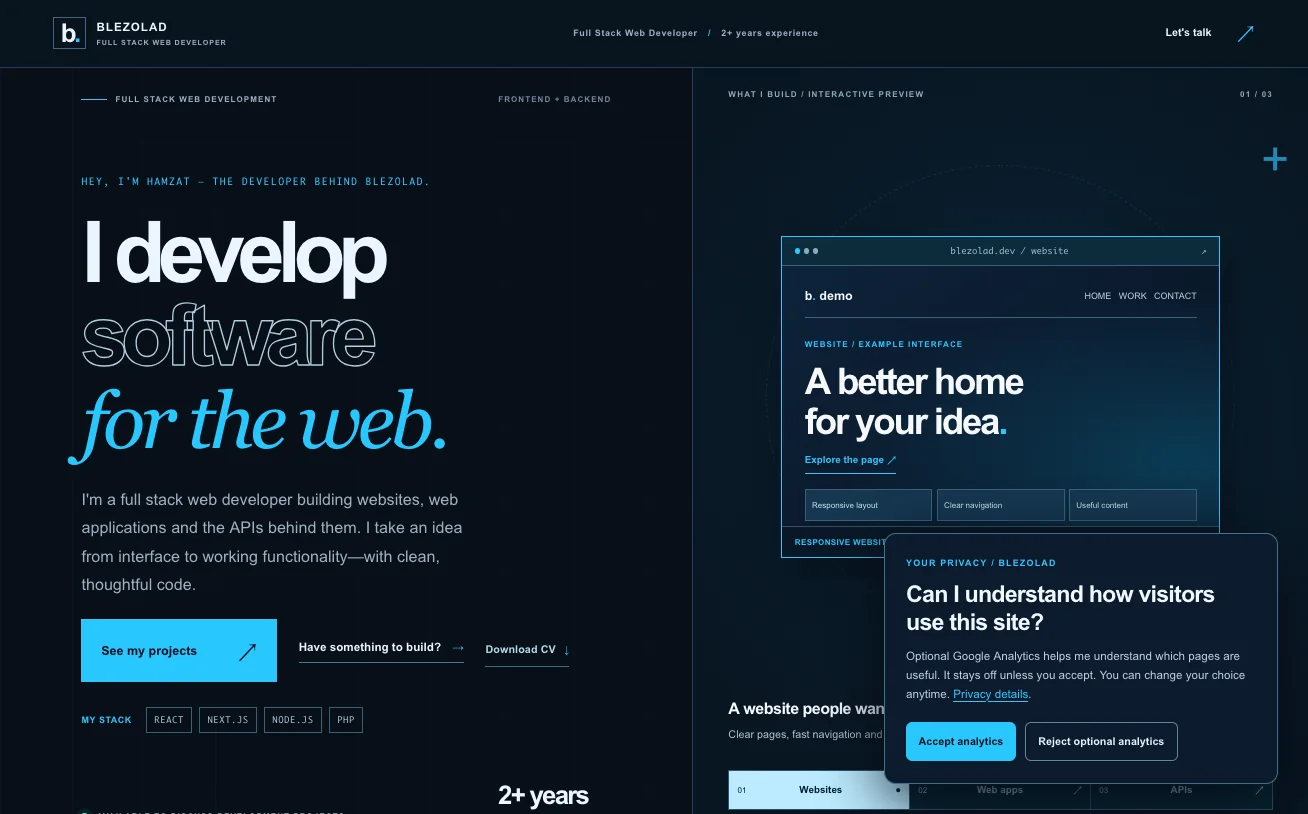 b.
BLEZOLAD
FULL STACK WEB DEVELOPER
Full Stack Web Developer / 2+ years experience
Let's talk ↗
FULL STACK WEB DEVELOPMENT
FRONTEND + BACKEND
HEY, I'M HAMZAT — THE DEVELOPER BEHIND BLEZOLAD.
I develop
software
for the web.
I'm a full stack web developer building websites, web
applications and the APIs behind them. I take an idea
from interface to working functionality—with clean,
thoughtful code.
See my projects ↗
Have something to build? →
Download CV ↓
MY STACK
REACT
NEXT.JS
NODE.JS
PHP
2+ years
WHAT I BUILD / INTERACTIVE PREVIEW
01 / 03
+
blezolad.dev / website ↗
b. demo
HOME WORK CONTACT
WEBSITE / EXAMPLE INTERFACE
A better home
for your idea.
Explore the page ↗
Responsive layout
Clear navigation
Useful content
RESPONSIVE
A website people
Clear pages, fast navigation and
01 Websites
02 Web apps ↗
03 APIs ↗
YOUR PRIVACY / BLEZOLAD
Can I understand how visitors
use this site?
Optional Google Analytics helps me understand which pages are
useful. It stays off unless you accept. You can change your choice
anytime. Privacy details.
Accept analytics
Reject optional analytics